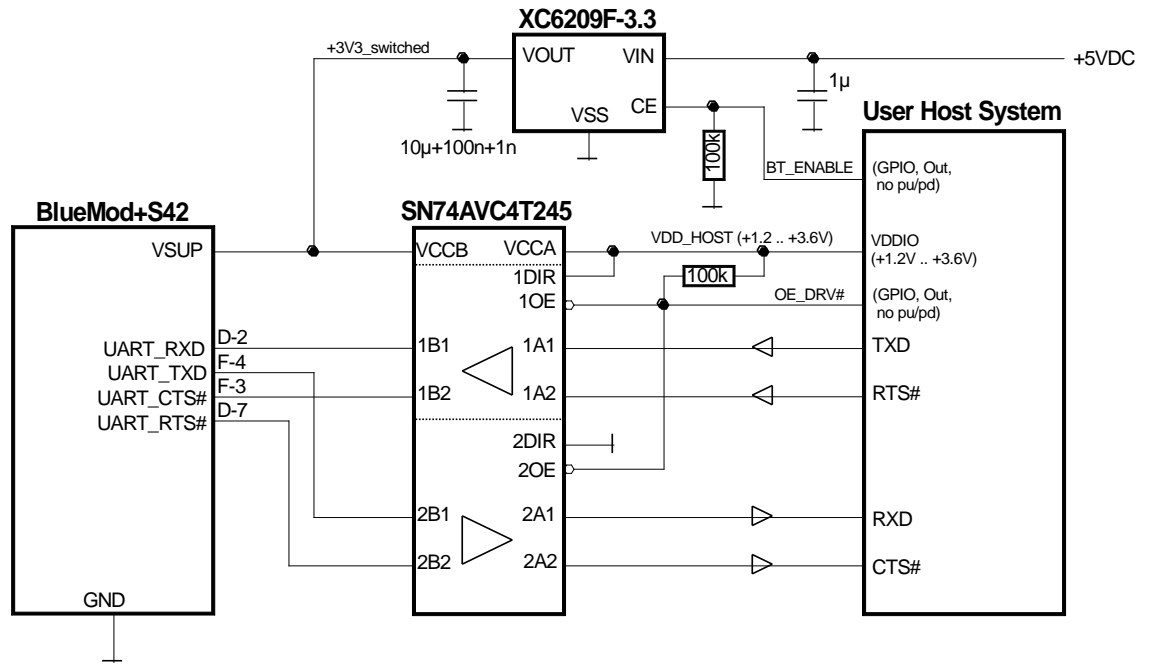 XC6209F-3.3
+3V3_switched
VOUT
VIN
+5VDC
CE
VSS
1µ
10µ+100n+1n
100k
BT_ENABLE
User Host System
(GPIO, Out,
no pu/pd)
BlueMod+S42
SN74AVC4T245
VSUP
VCCB
VCCA
VDD_HOST (+1.2 .. +3.6V)
VDDIO
(+1.2V .. +3.6V)
1DIR
100k
1OE
OE_DRV#
(GPIO, Out,
no pu/pd)
UART_RXD
D-2
1B1
1A1
TXD
UART_TXD
F-4
UART_CTS#
F-3
1B2
1A2
RTS#
UART_RTS#
D-7
2DIR
2OE
2B1
2A1
RXD
2B2
2A2
CTS#
GND